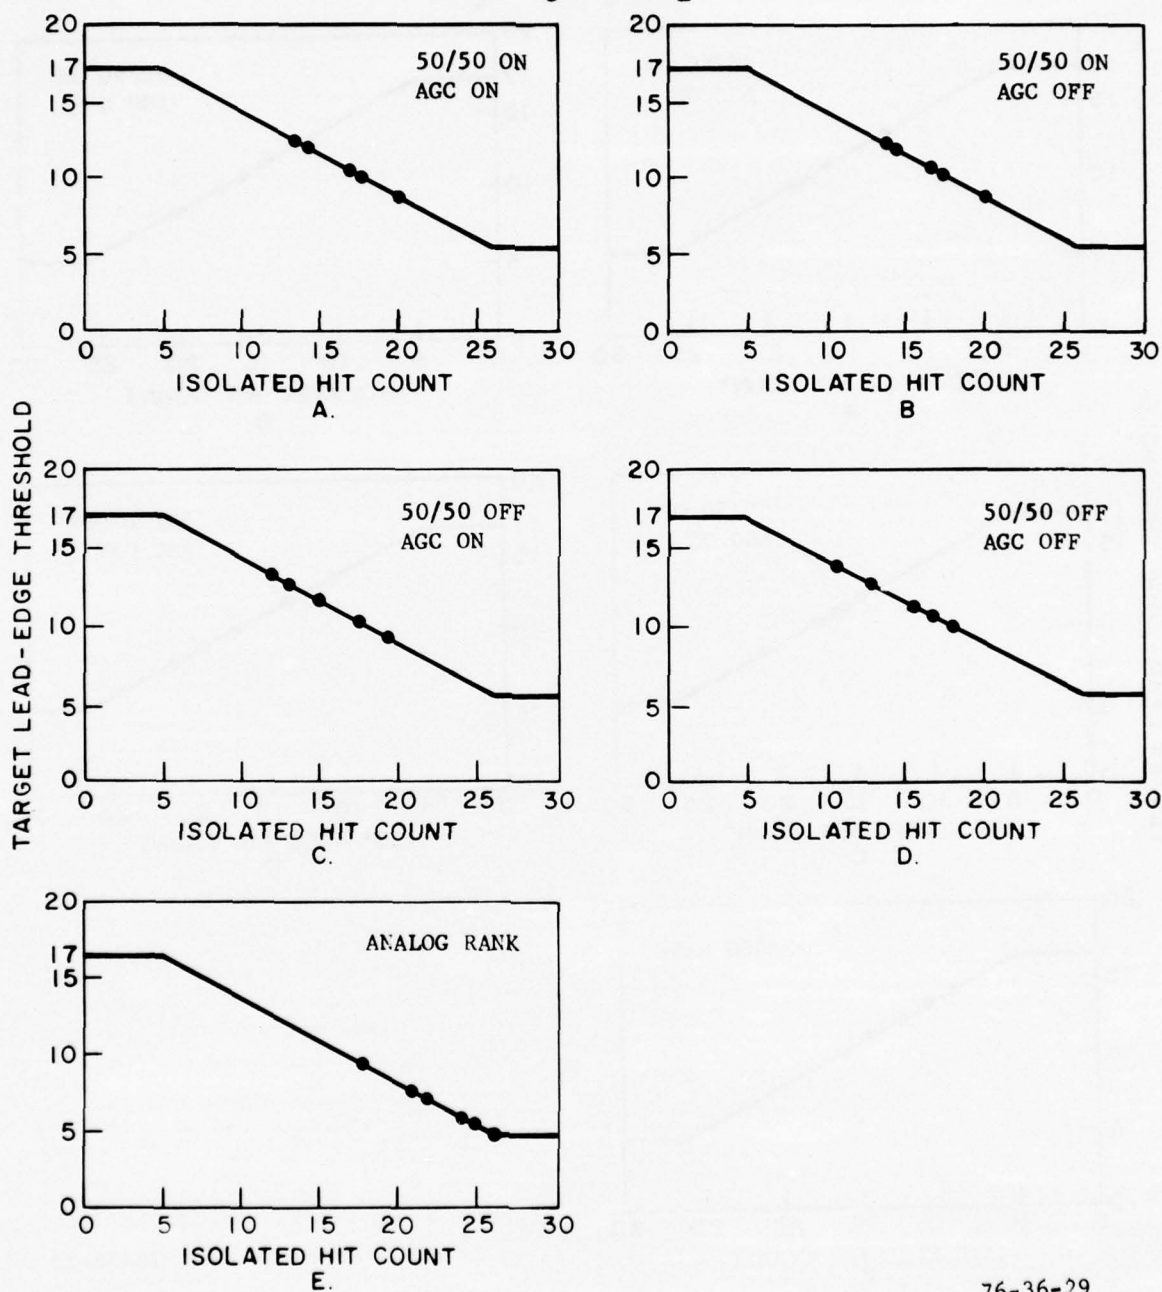 20
17
15
10
5
0
50/50 ON
AGC ON
0 5 10 15 20 25 30
ISOLATED HIT COUNT
A.
20
17
15
10
5
0
50/50 ON
AGC OFF
0 5 10 15 20 25 30
ISOLATED HIT COUNT
B
TARGET LEAD-EDGE THRESHOLD
20
17
15
10
5
0
50/50 OFF
AGC ON
0 5 10 15 20 25 30
ISOLATED HIT COUNT
C.
20
17
15
10
5
0
50/50 OFF
AGC OFF
0 5 10 15 20 25 30
ISOLATED HIT COUNT
D.
20
17
15
10
5
0
ANALOG RANK
0 5 10 15 20 25 30
ISOLATED HIT COUNT
E.
76-36-29